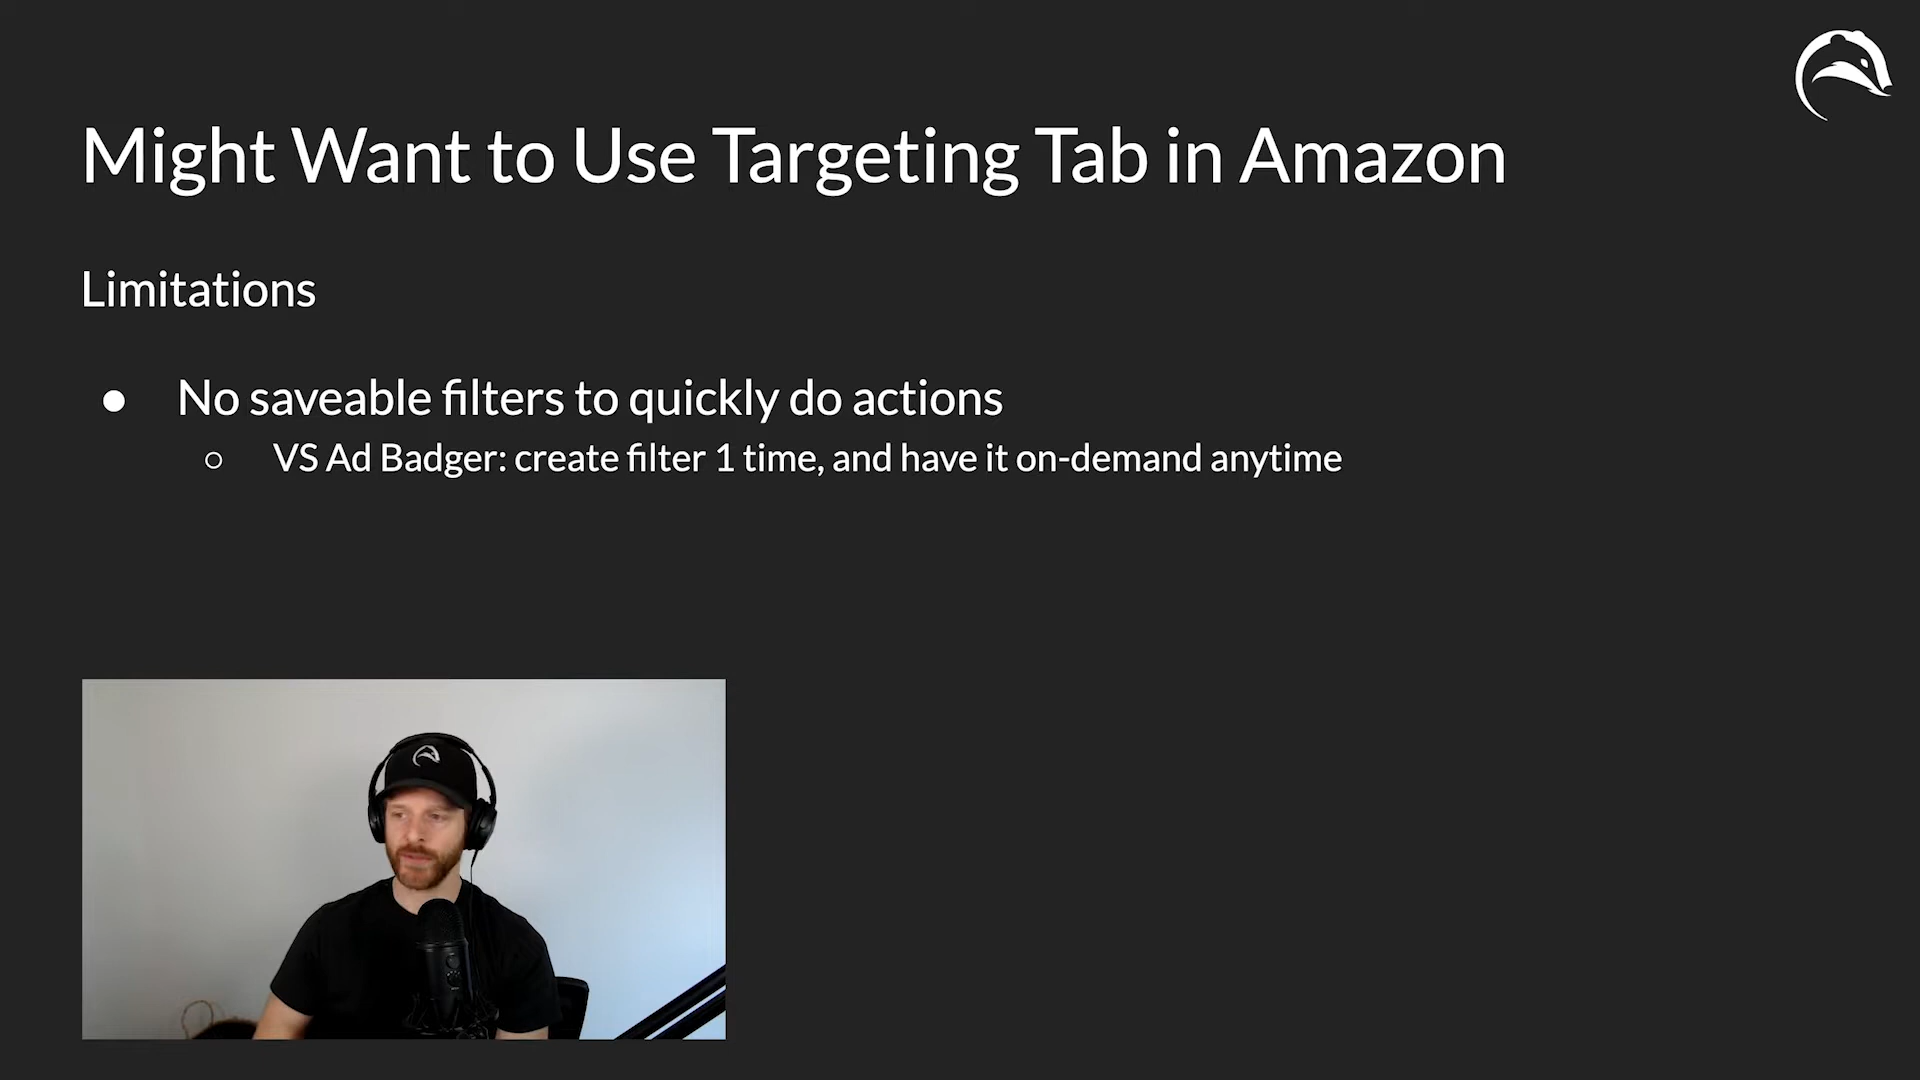 Might Want to Use Targeting Tab in Amazon
Limitations
● No saveable filters to quickly do actions
○ VS Ad Badger: create filter 1 time, and have it on-demand anytime